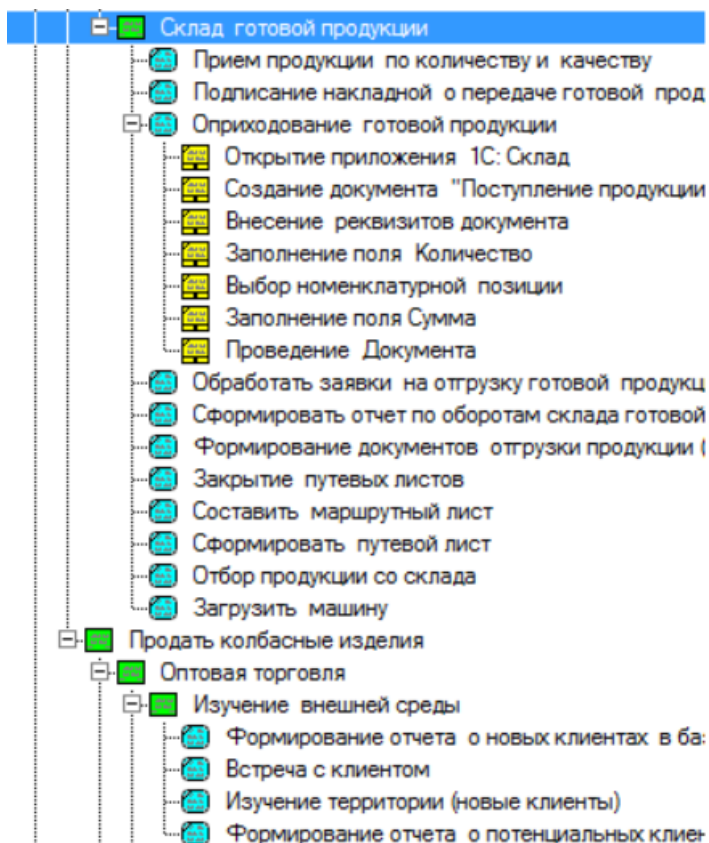 Склад готовой продукции
Прием продукции по количеству и качеству
Подписание накладной о передаче готовой прод
Оприходование готовой продукции
Открытие приложения 1С: Склад
Создание документа "Поступление продукции
Внесение реквизитов документа
Заполнение поля Количество
Выбор номенклатурной позиции
Заполнение поля Сумма
Проведение Документа
Обработать заявки на отгрузку готовой продукц
Сформировать отчет по оборотам склада готовой
Формирование документов отгрузки продукции (
Закрытие путевых листов
Составить маршрутный лист
Сформировать путевой лист
Отбор продукции со склада
Загрузить машину
Продать колбасные изделия
Оптовая торговля
Изучение внешней среды
Формирование отчета о новых клиентах в ба
Встреча с клиентом
Изучение территории (новые клиенты)
Формирование отчета о потенциальных клиен